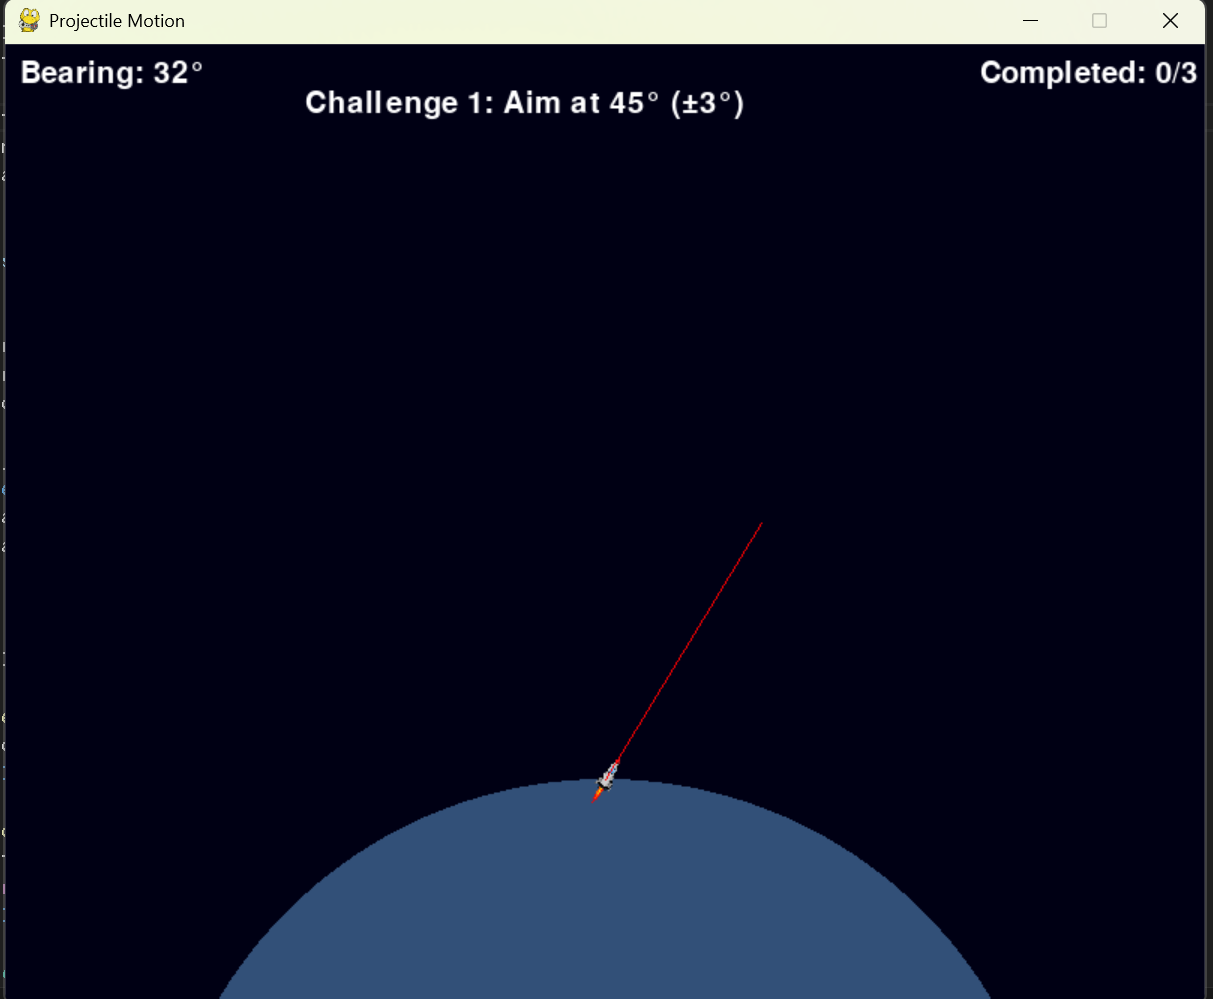 Projectile Motion
Bearing: 32°
Completed: 0/3
Challenge 1: Aim at 45° (±3°)